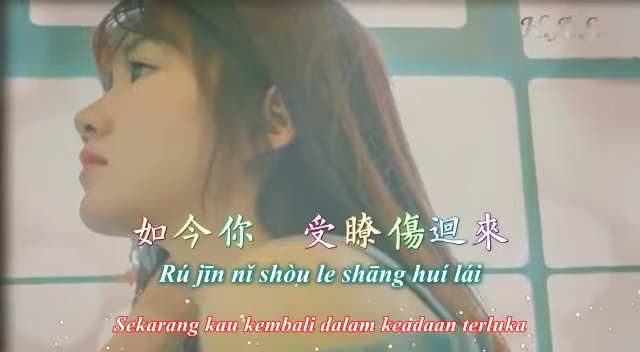 H.J.S.
如今你 受瞭傷迴來
Rú jīn nǐ shòu le shāng huí lái
Sekarang kau kembali dalam keadaan terluka